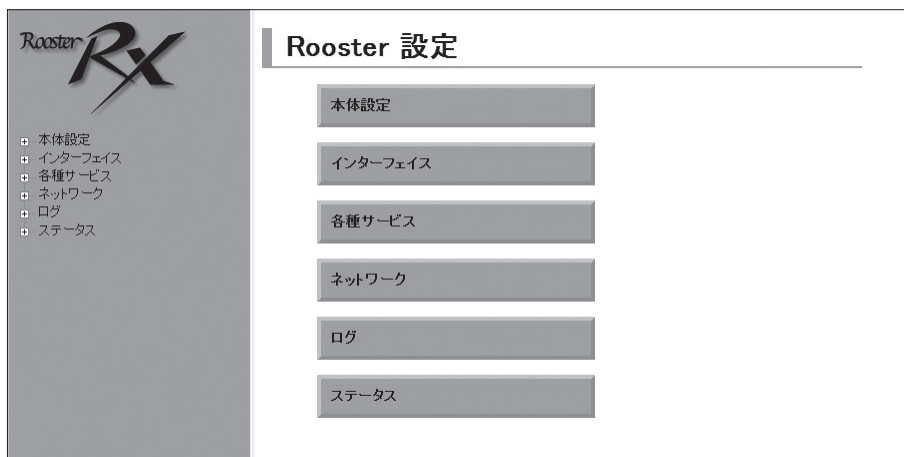 Rooster
RX
本体設定
インターフェイス
各種サービス
ネットワーク
ログ
ステータス
Rooster 設定
本体設定
インターフェイス
各種サービス
ネットワーク
ログ
ステータス